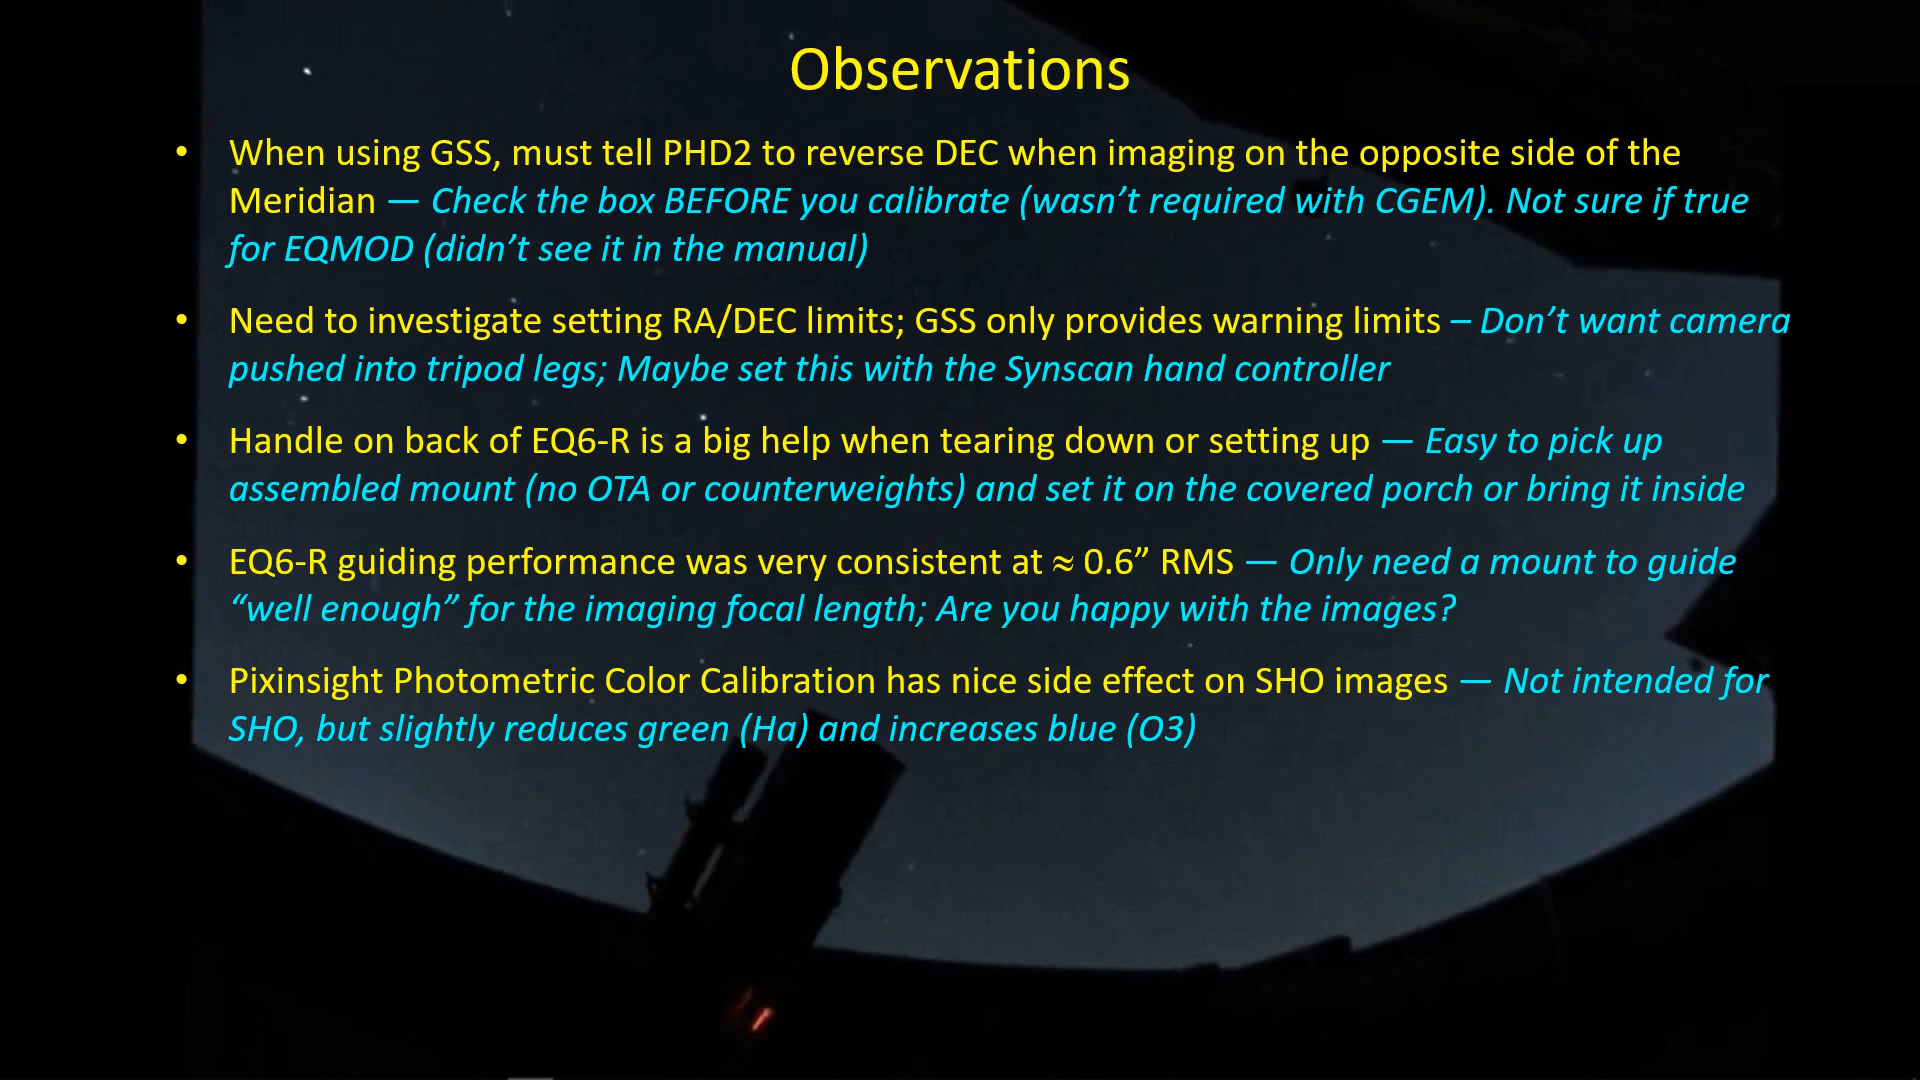 Observations
• When using GSS, must tell PHD2 to reverse DEC when imaging on the opposite side of the
Meridian — Check the box BEFORE you calibrate (wasn’t required with CGEM). Not sure if true
for EQMOD (didn’t see it in the manual)
• Need to investigate setting RA/DEC limits; GSS only provides warning limits – Don’t want camera
pushed into tripod legs; Maybe set this with the Synscan hand controller
• Handle on back of EQ6-R is a big help when tearing down or setting up — Easy to pick up
assembled mount (no OTA or counterweights) and set it on the covered porch or bring it inside
• EQ6-R guiding performance was very consistent at ≈ 0.6” RMS — Only need a mount to guide
“well enough” for the imaging focal length; Are you happy with the images?
• Pixinsight Photometric Color Calibration has nice side effect on SHO images — Not intended for
SHO, but slightly reduces green (Ha) and increases blue (O3)